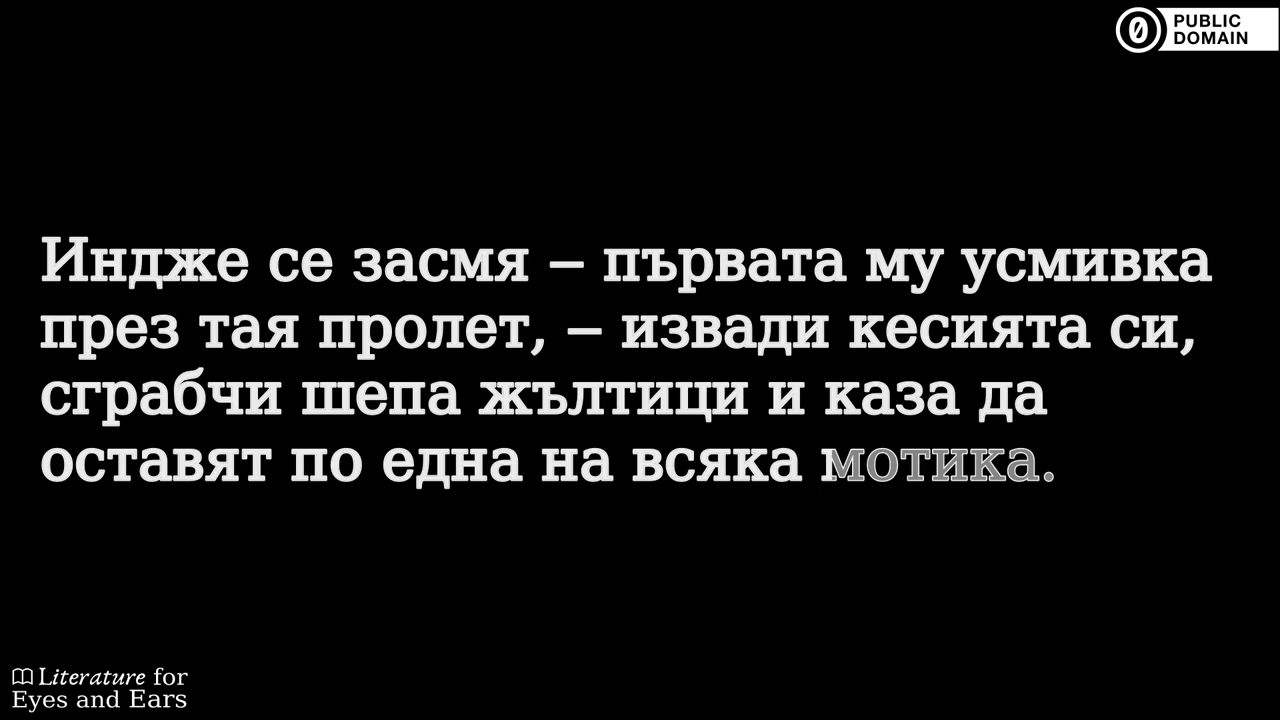 PUBLIC
DOMAIN
Индже се засмя – първата му усмивка
през тая пролет, – извади кесията си,
сграбчи шепа жълтици и каза да
оставят по една на всяка мотика.
Literature for
Eyes and Ears